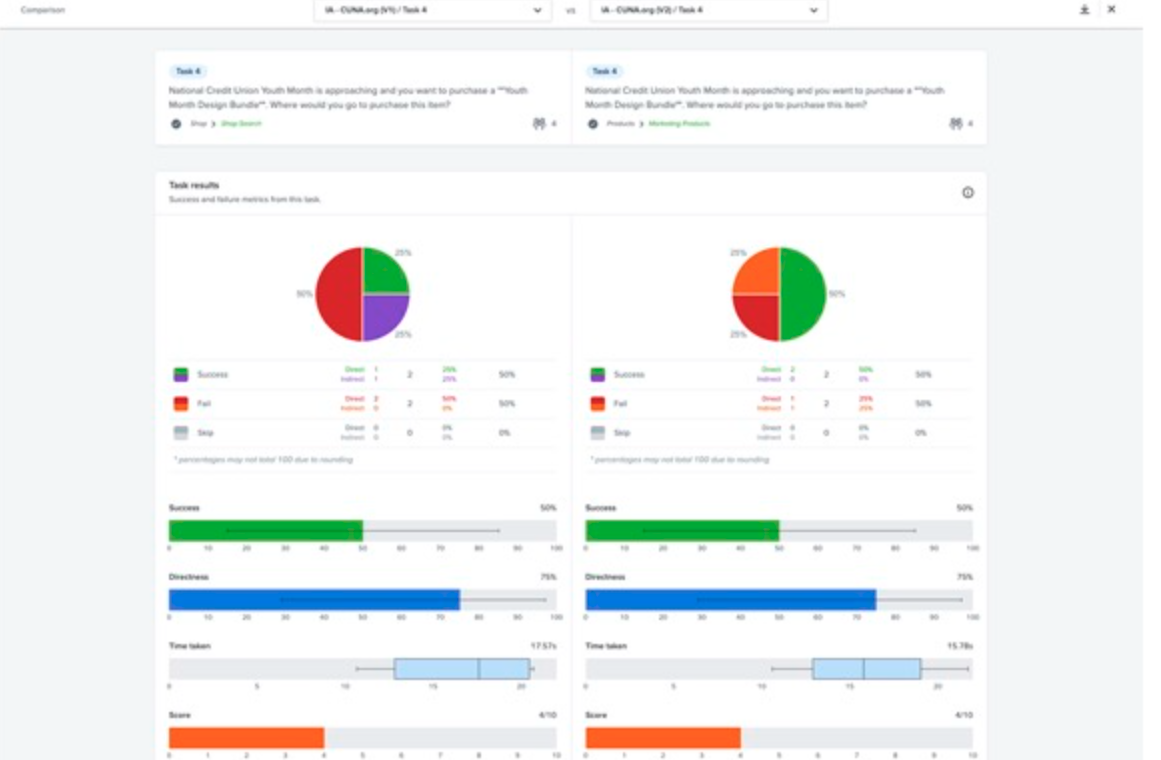 Comparison
IA - CUNA.org (V1) / Task 4
vs
IA - CUNA.org (V2) / Task 4
Task 4
National Credit Union Youth Month is approaching and you want to purchase a ""Youth
Month Design Bundle"". Where would you go to purchase this item?
Shop > Shop Search
4
Task 4
National Credit Union Youth Month is approaching and you want to purchase a ""Youth
Month Design Bundle"". Where would you go to purchase this item?
Products > Marketing Products
4
Task results
Success and failure metrics from this task.
25%
50%
25%
25%
50%
25%
Success Direct 1 2 25% 50%
Indirect 1 25%
Fail Direct 2 2 50% 50%
Indirect 0 0%
Skip Direct 0 0 0% 0%
Indirect 0 0%
* percentages may not total 100 due to rounding
Success Direct 2 2 50% 50%
Indirect 0 0%
Fail Direct 1 2 25% 50%
Indirect 1 25%
Skip Direct 0 0 0% 0%
Indirect 0 0%
* percentages may not total 100 due to rounding
Success 50%
0 10 20 30 40 50 60 70 80 90 100
Directness 75%
0 10 20 30 40 50 60 70 80 90 100
Time taken 17.57s
0 5 10 15 20
Score 4/10
0 1 2 3 4 5 6 7 8 9 10
Success 50%
0 10 20 30 40 50 60 70 80 90 100
Directness 75%
0 10 20 30 40 50 60 70 80 90 100
Time taken 15.78s
0 5 10 15 20
Score 4/10
0 1 2 3 4 5 6 7 8 9 10